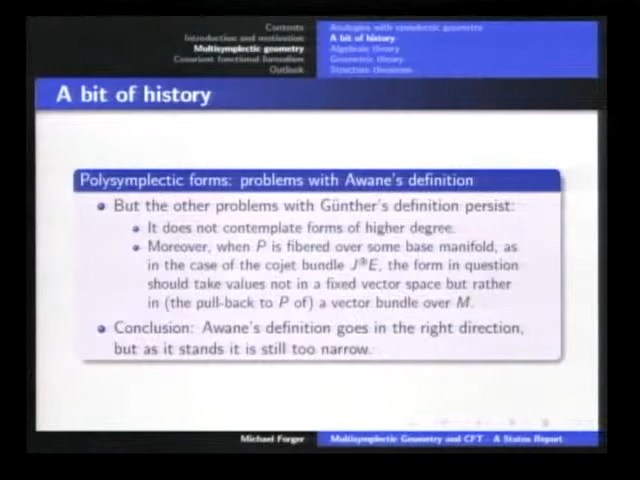 Contents
Introduction and motivation
Multisymplectic geometry
Covariant functional formalism
Outlook
Analogies with symplectic geometry
A bit of history
Algebraic theory
Geometric theory
Structure theorems
A bit of history
Polysymplectic forms: problems with Awane's definition
But the other problems with Günther's definition persist:
It does not contemplate forms of higher degree.
Moreover, when P is fibered over some base manifold, as
in the case of the cojet bundle J⊛E, the form in question
should take values not in a fixed vector space but rather
in (the pull-back to P of) a vector bundle over M.
Conclusion: Awane's definition goes in the right direction,
but as it stands it is still too narrow.
Michael Forger
Multisymplectic Geometry and CFT - A Status Report